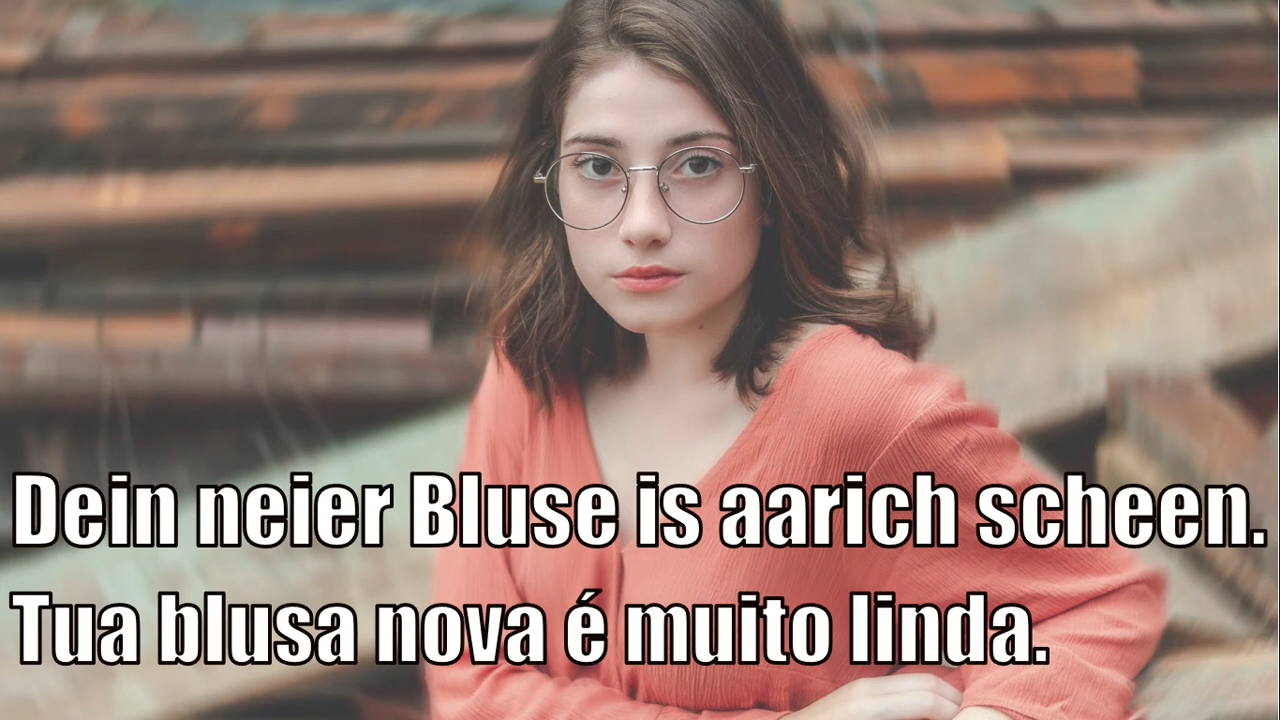 Dein neier Bluse is aarich scheen.
Tua blusa nova é muito linda.